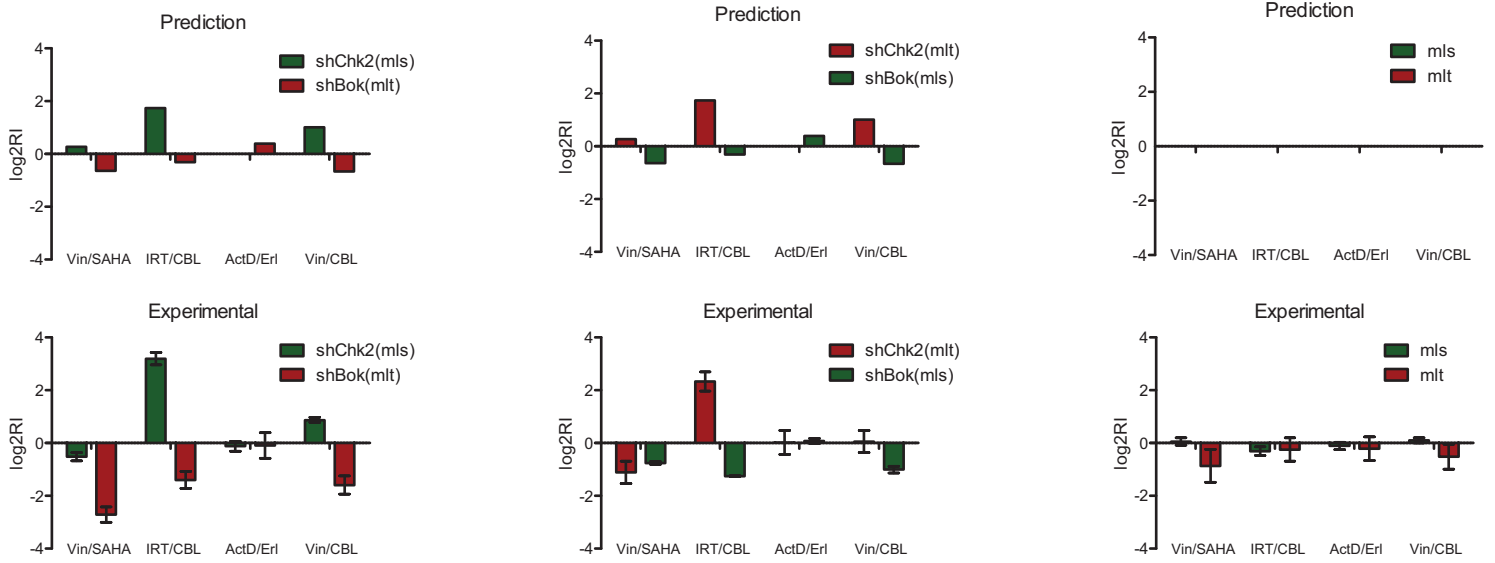 Prediction
4
2
0
-2
-4
log2RI
shChk2(mls)
shBok(mlt)
Vin/SAHA IRT/CBL ActD/Erl Vin/CBL
Prediction
4
2
0
-2
-4
log2RI
shChk2(mlt)
shBok(mls)
Vin/SAHA IRT/CBL ActD/Erl Vin/CBL
Prediction
4
2
0
-2
-4
log2RI
mls
mlt
Vin/SAHA IRT/CBL ActD/Erl Vin/CBL
Experimental
4
2
0
-2
-4
log2RI
shChk2(mls)
shBok(mlt)
Vin/SAHA IRT/CBL ActD/Erl Vin/CBL
Experimental
4
2
0
-2
-4
log2RI
shChk2(mlt)
shBok(mls)
Vin/SAHA IRT/CBL ActD/Erl Vin/CBL
Experimental
4
2
0
-2
-4
log2RI
mls
mlt
Vin/SAHA IRT/CBL ActD/Erl Vin/CBL